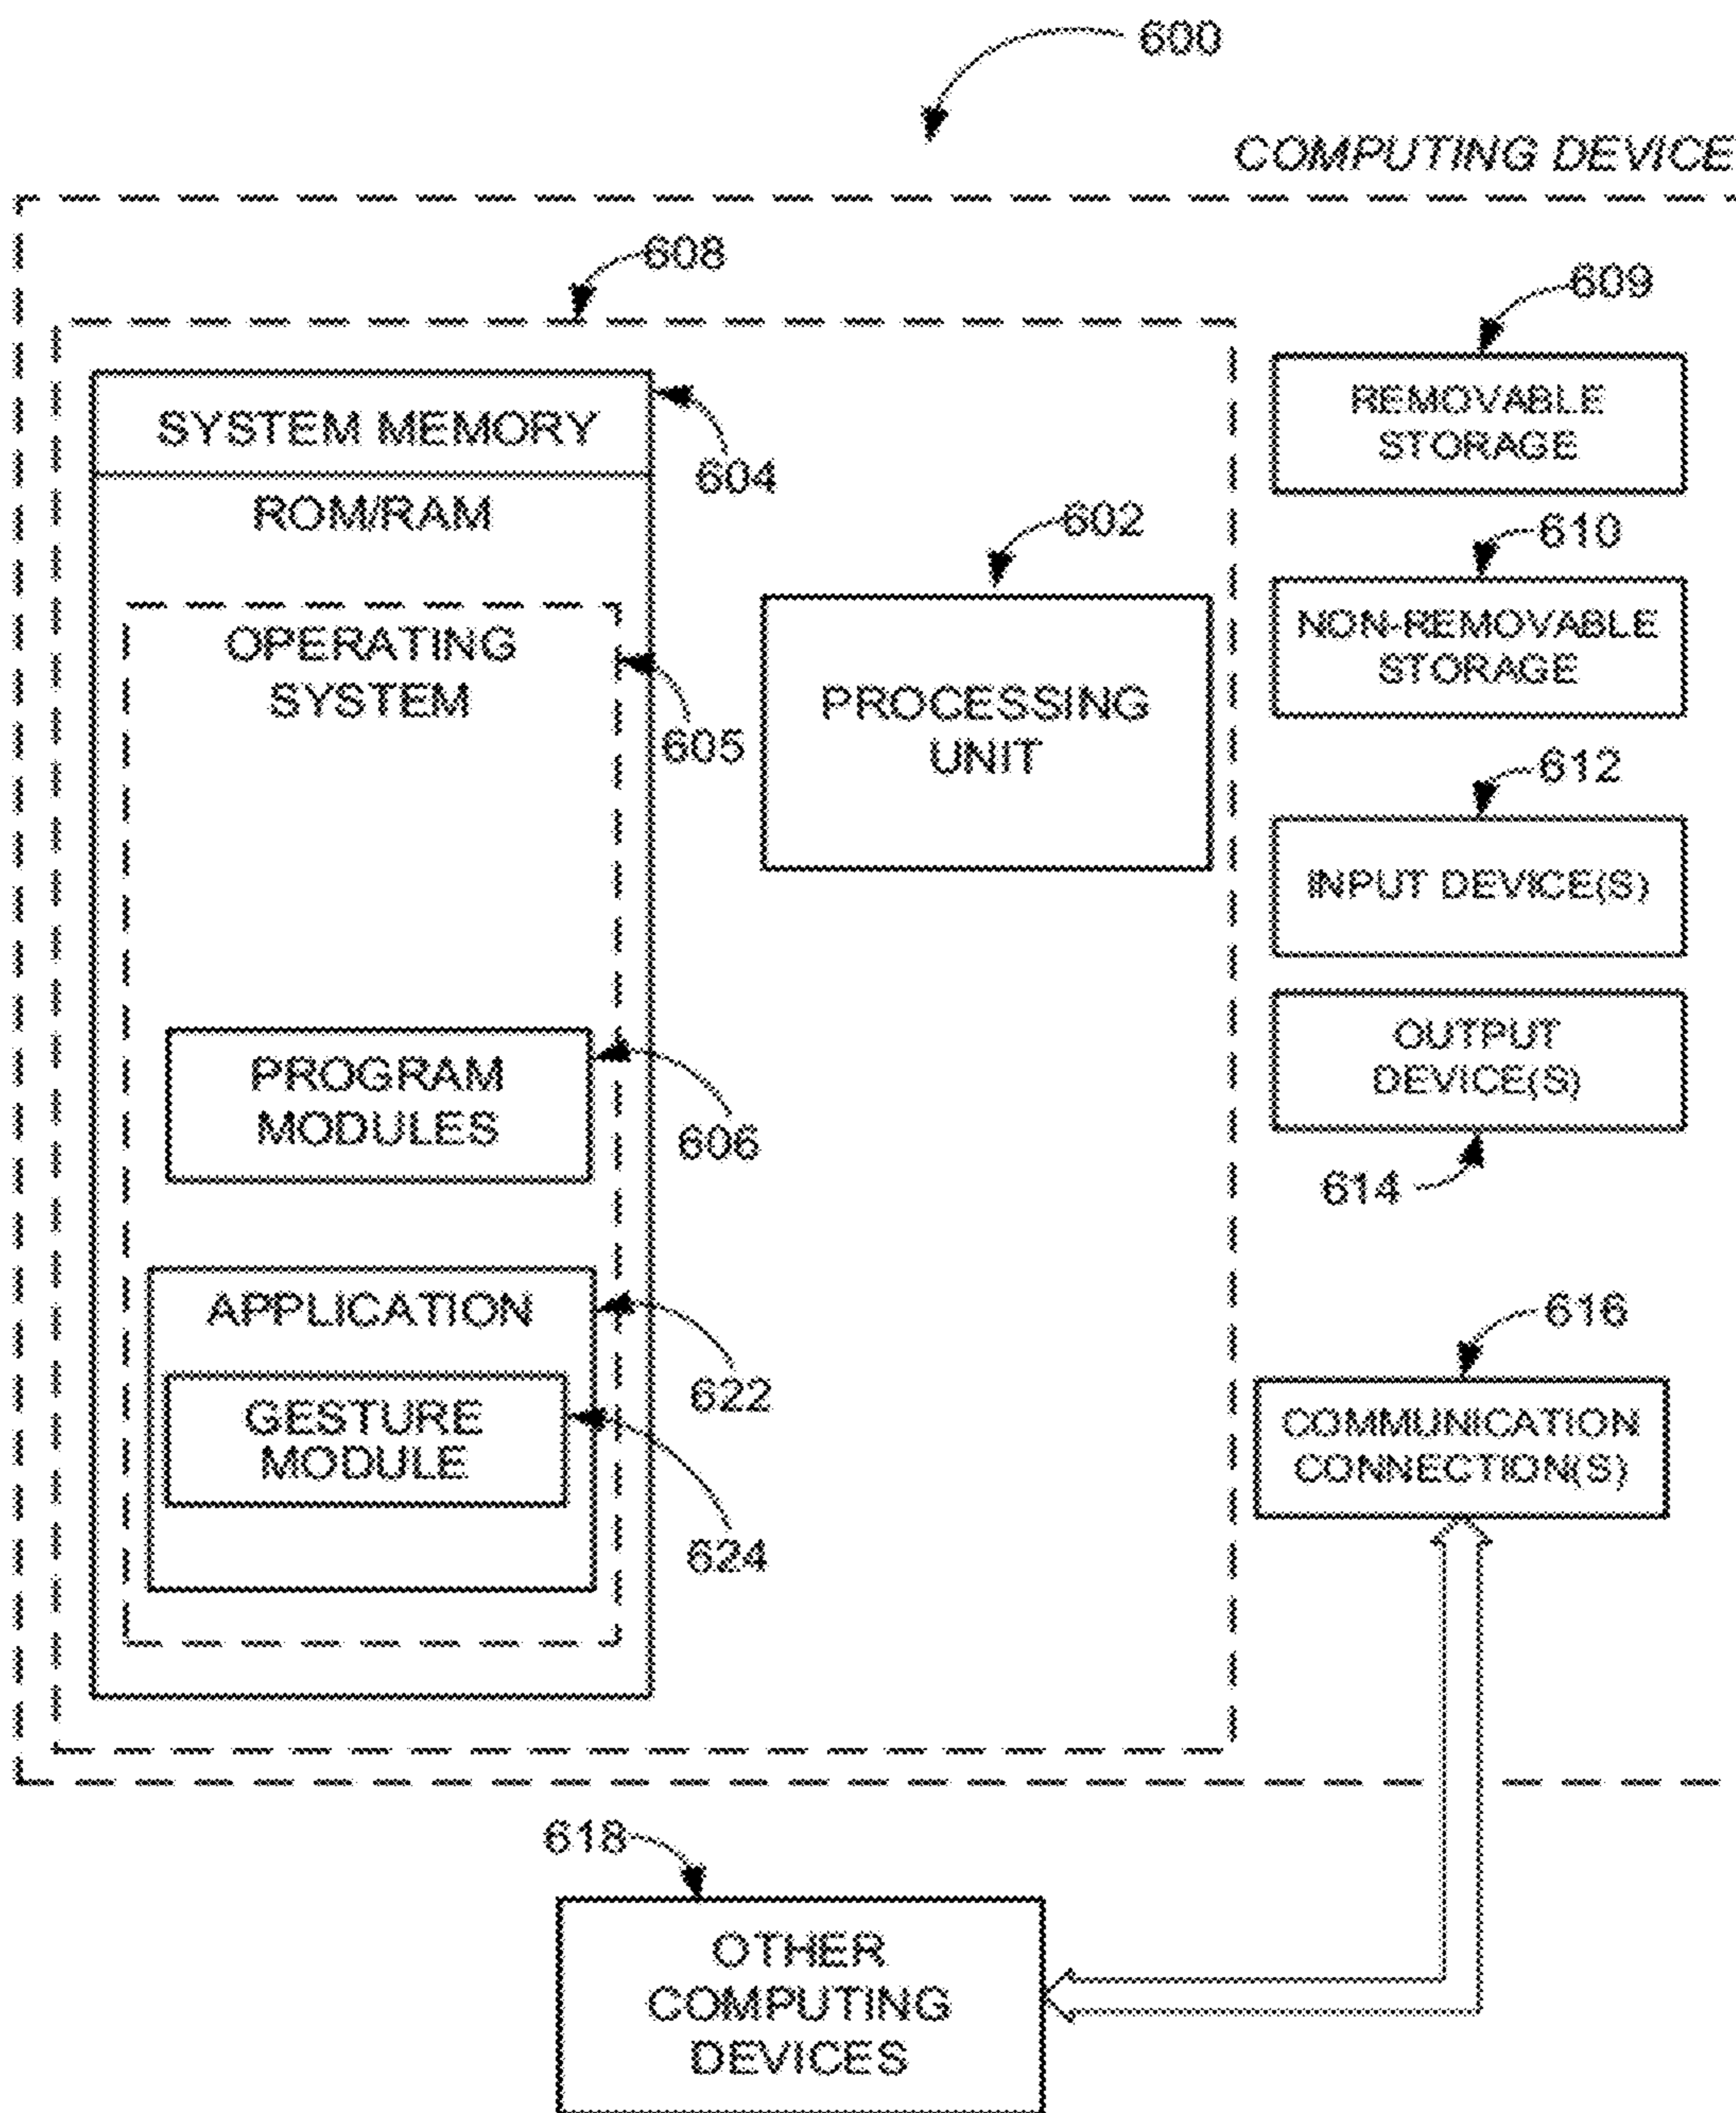 600
COMPUTING DEVICE
608
609
SYSTEM MEMORY
604
ROM/RAM
REMOVABLE
STORAGE
602
610
OPERATING
SYSTEM
605
PROCESSING
UNIT
NON-REMOVABLE
STORAGE
612
INPUT DEVICE(S)
PROGRAM
MODULES
606
OUTPUT
DEVICE(S)
614
APPLICATION
622
GESTURE
MODULE
624
616
COMMUNICATION
CONNECTION(S)
618
OTHER
COMPUTING
DEVICES